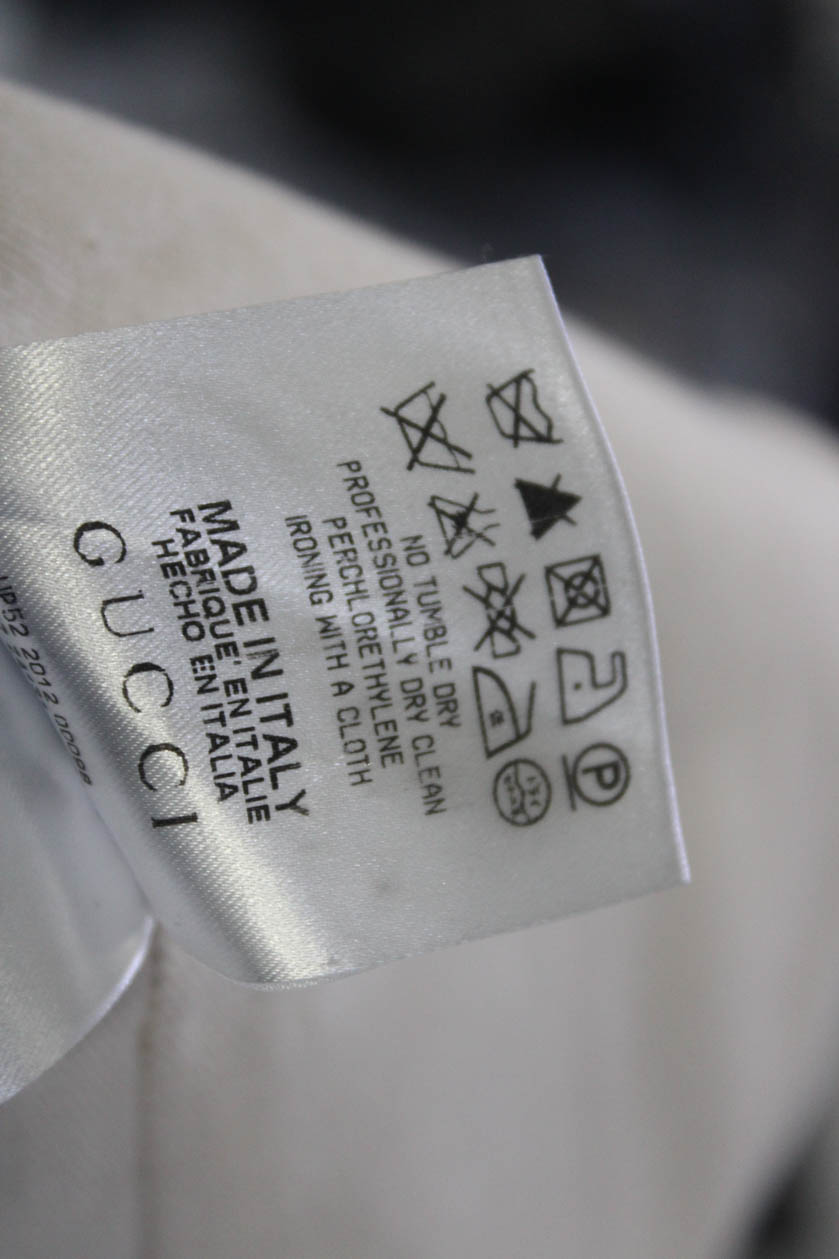 P
NO TUMBLE DRY
PROFESSIONALLY DRY CLEAN
PERCHLORETHYLENE
IRONING WITH A CLOTH
MADE IN ITALY
FABRIQUE' EN ITALIE
HECHO EN ITALIA
GUCCI
2012